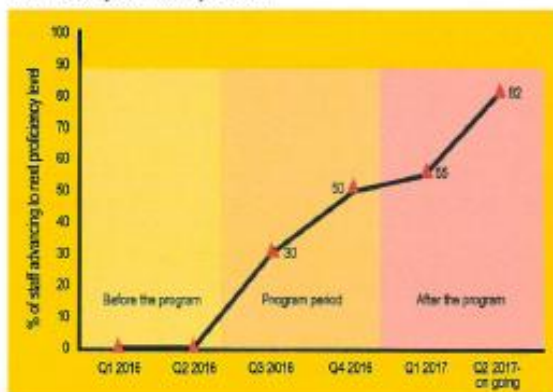 % of staff advancing to next proficiency level
100
90
80
70
60
50
40
30
20
10
0
30
50
55
82
Before the program
Program period
After the program
Q1 2016
Q2 2016
Q3 2016
Q4 2016
Q1 2017
Q2 2017-
on going